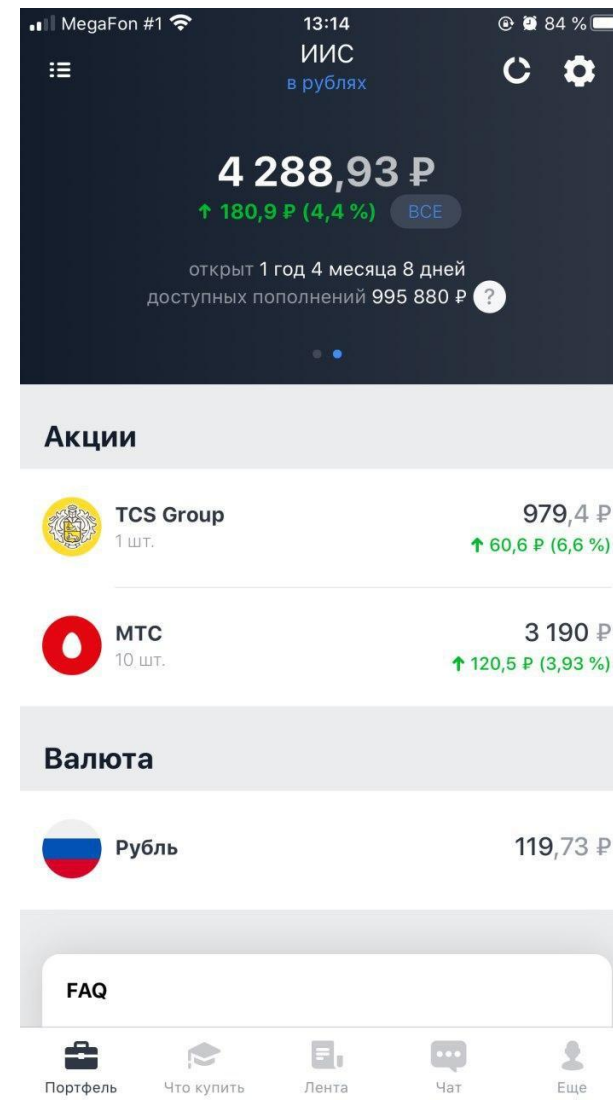 MegaFon #1 13:14 84 %
ИИС
в рублях
4 288,93 ₽
↑ 180,9 ₽ (4,4 %) ВСЕ
открыт 1 год 4 месяца 8 дней
доступных пополнений 995 880 ₽ ?
Акции
TCS Group 979,4 ₽
1 шт. ↑ 60,6 ₽ (6,6 %)
МТС 3 190 ₽
10 шт. ↑ 120,5 ₽ (3,93 %)
Валюта
Рубль 119,73 ₽
FAQ
Портфель Что купить Лента Чат Еще